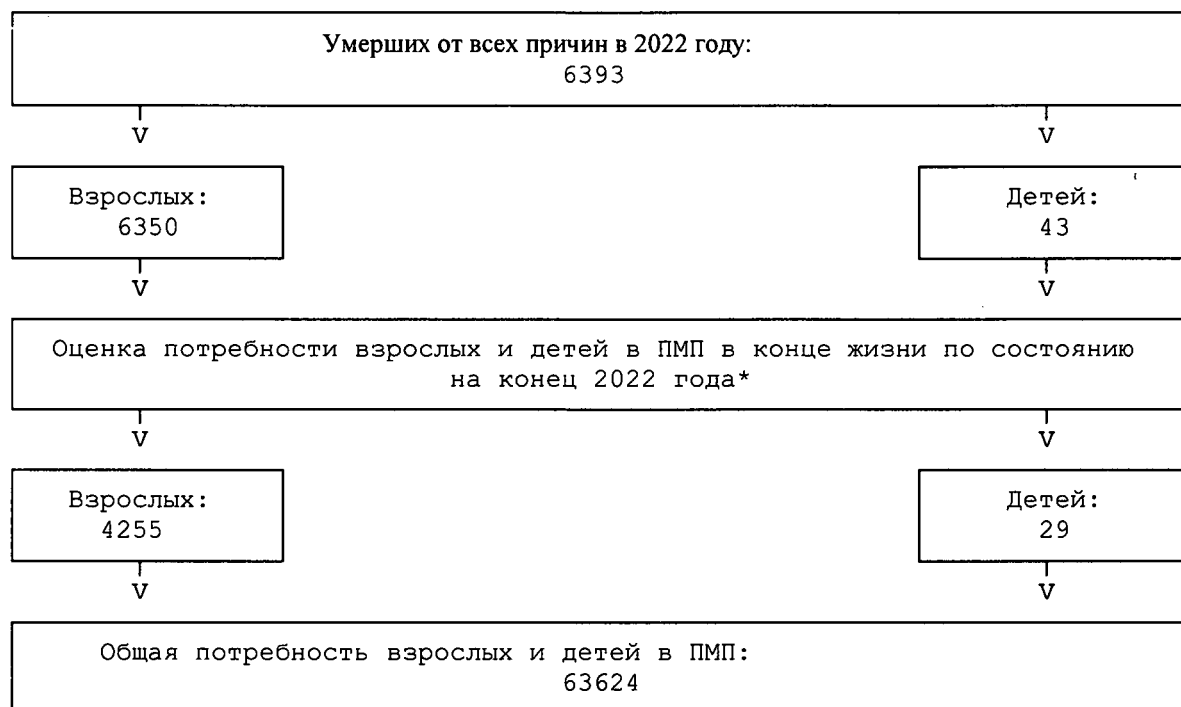 Умерших от всех причин в 2022 году:
6393
V V
Взрослых: Детей:
6350 43
V V
Оценка потребности взрослых и детей в ПМП в конце жизни по состоянию
на конец 2022 года*
V V
Взрослых: Детей:
4255 29
V V
Общая потребность взрослых и детей в ПМП:
63624